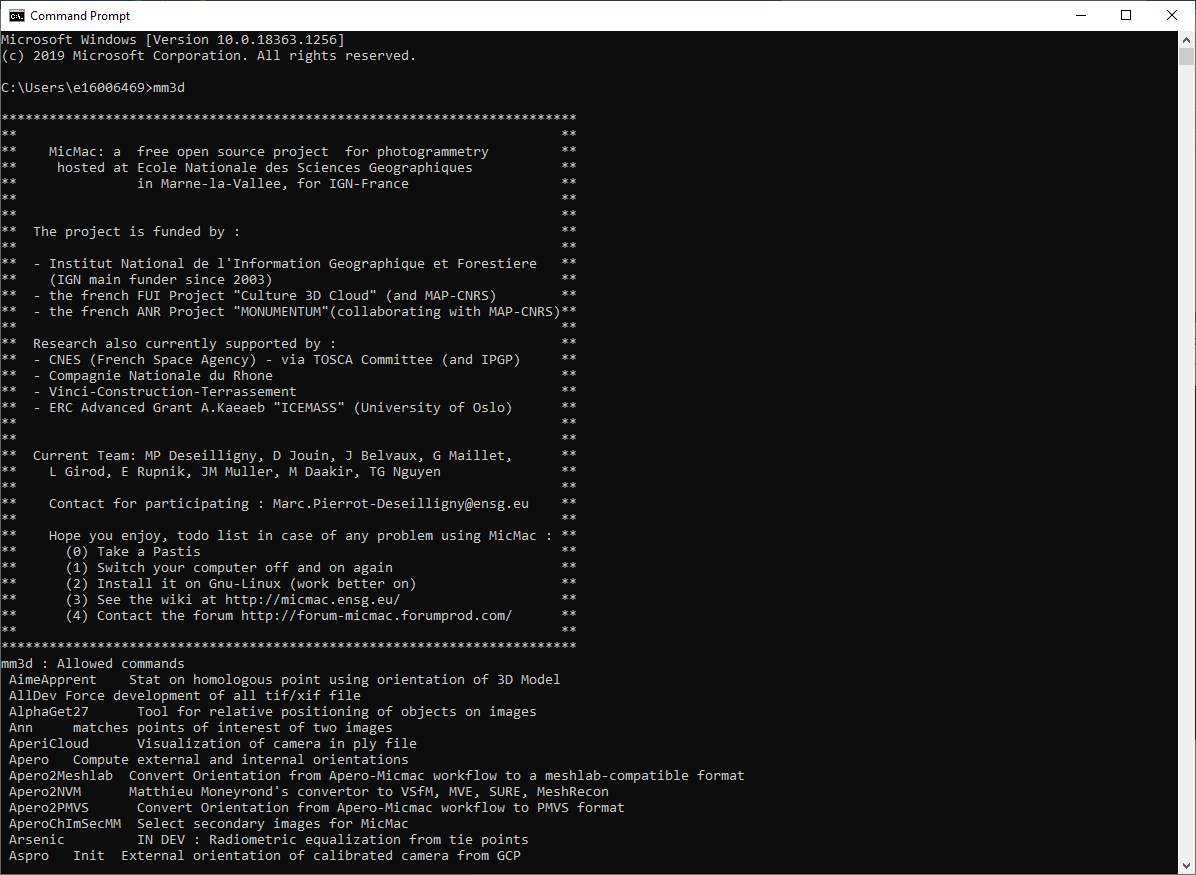 Command Prompt
Microsoft Windows [Version 10.0.18363.1256]
(c) 2019 Microsoft Corporation. All rights reserved.
C:\Users\e16006469>mm3d
************************************************************************
**                                                                    **
**    MicMac: a  free open source project  for photogrammetry         **
**     hosted at Ecole Nationale des Sciences Geographiques           **
**               in Marne-la-Vallee, for IGN-France                   **
**                                                                    **
**                                                                    **
**  The project is funded by :                                        **
**                                                                    **
**  - Institut National de l'Information Geographique et Forestiere   **
**    (IGN main funder since 2003)                                    **
**  - the french FUI Project "Culture 3D Cloud" (and MAP-CNRS)        **
**  - the french ANR Project "MONUMENTUM"(collaborating with MAP-CNRS)**
**                                                                    **
**  Research also currently supported by :                            **
**  - CNES (French Space Agency) - via TOSCA Committee (and IPGP)     **
**  - Compagnie Nationale du Rhone                                    **
**  - Vinci-Construction-Terrassement                                 **
**  - ERC Advanced Grant A.Kaeaeb "ICEMASS" (University of Oslo)      **
**                                                                    **
**                                                                    **
**  Current Team: MP Deseilligny, D Jouin, J Belvaux, G Maillet,      **
**    L Girod, E Rupnik, JM Muller, M Daakir, TG Nguyen               **
**                                                                    **
**    Contact for participating : Marc.Pierrot-Deseilligny@ensg.eu    **
**                                                                    **
**    Hope you enjoy, todo list in case of any problem using MicMac : **
**      (0) Take a Pastis                                             **
**      (1) Switch your computer off and on again                     **
**      (2) Install it on Gnu-Linux (work better on)                  **
**      (3) See the wiki at http://micmac.ensg.eu/                    **
**      (4) Contact the forum http://forum-micmac.forumprod.com/      **
**                                                                    **
************************************************************************
mm3d : Allowed commands
 AimeApprent    Stat on homologous point using orientation of 3D Model
 AllDev Force development of all tif/xif file
 AlphaGet27      Tool for relative positioning of objects on images
 Ann     matches points of interest of two images
 AperiCloud      Visualization of camera in ply file
 Apero   Compute external and internal orientations
 Apero2Meshlab  Convert Orientation from Apero-Micmac workflow to a meshlab-compatible format
 Apero2NVM      Matthieu Moneyrond's convertor to VSfM, MVE, SURE, MeshRecon
 Apero2PMVS      Convert Orientation from Apero-Micmac workflow to PMVS format
 AperoChImSecMM  Select secondary images for MicMac
 Arsenic         IN DEV : Radiometric equalization from tie points
 Aspro   Init  External orientation of calibrated camera from GCP